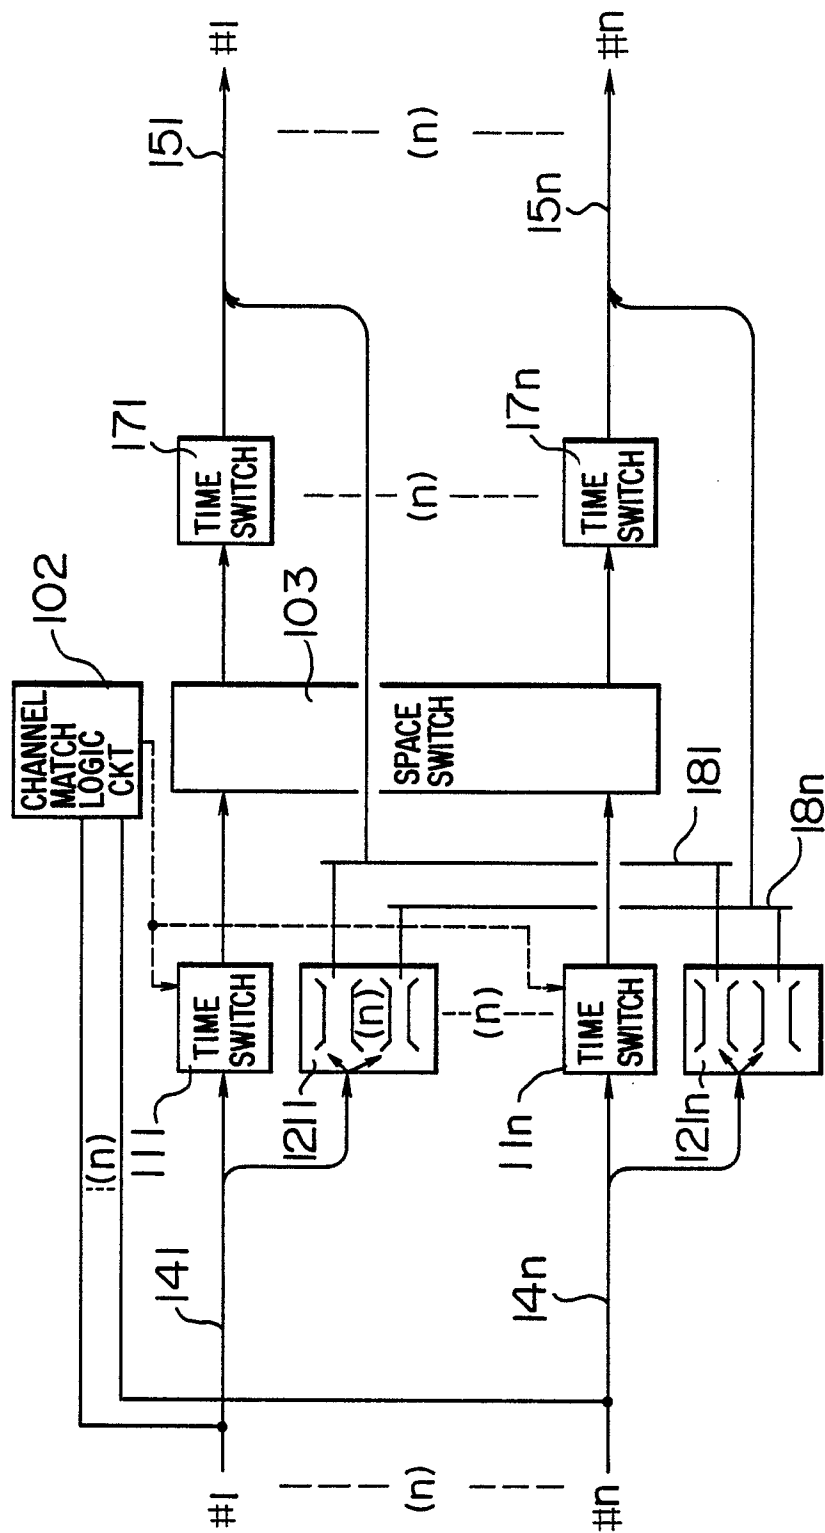 CHANNEL
MATCH
LOGIC
CKT
102
(n)
#1
141
111
TIME
SWITCH
1211
(n)
103
SPACE
SWITCH
171
TIME
SWITCH
151
#1
(n)
(n)
(n)
(n)
181
18n
#n
14n
11n
TIME
SWITCH
121n
17n
TIME
SWITCH
15n
#n